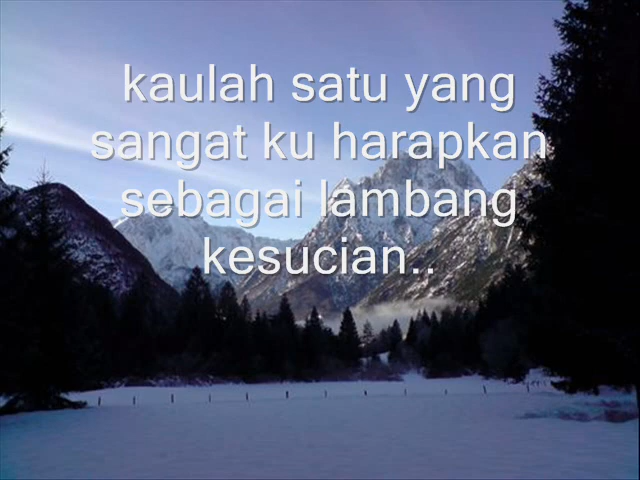 kaulah satu yang
sangat ku harapkan
sebagai lambang
kesucian..